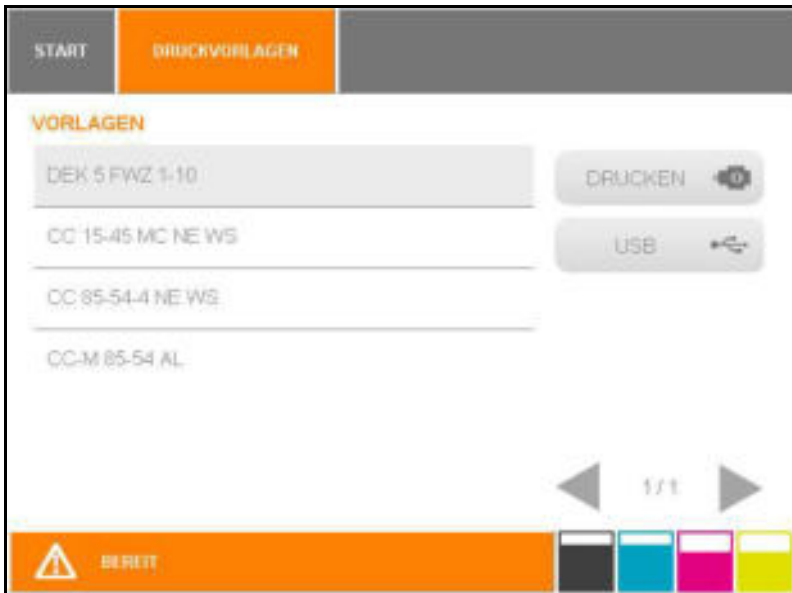 START
DRUCKVORLAGEN
VORLAGEN
DEK 5 FWZ 1-10
DRUCKEN
CC 15-45 MC NE WS
USB
CC 85-54-4 NE WS
CC-M 85-54 AL
1 / 1
BEREIT